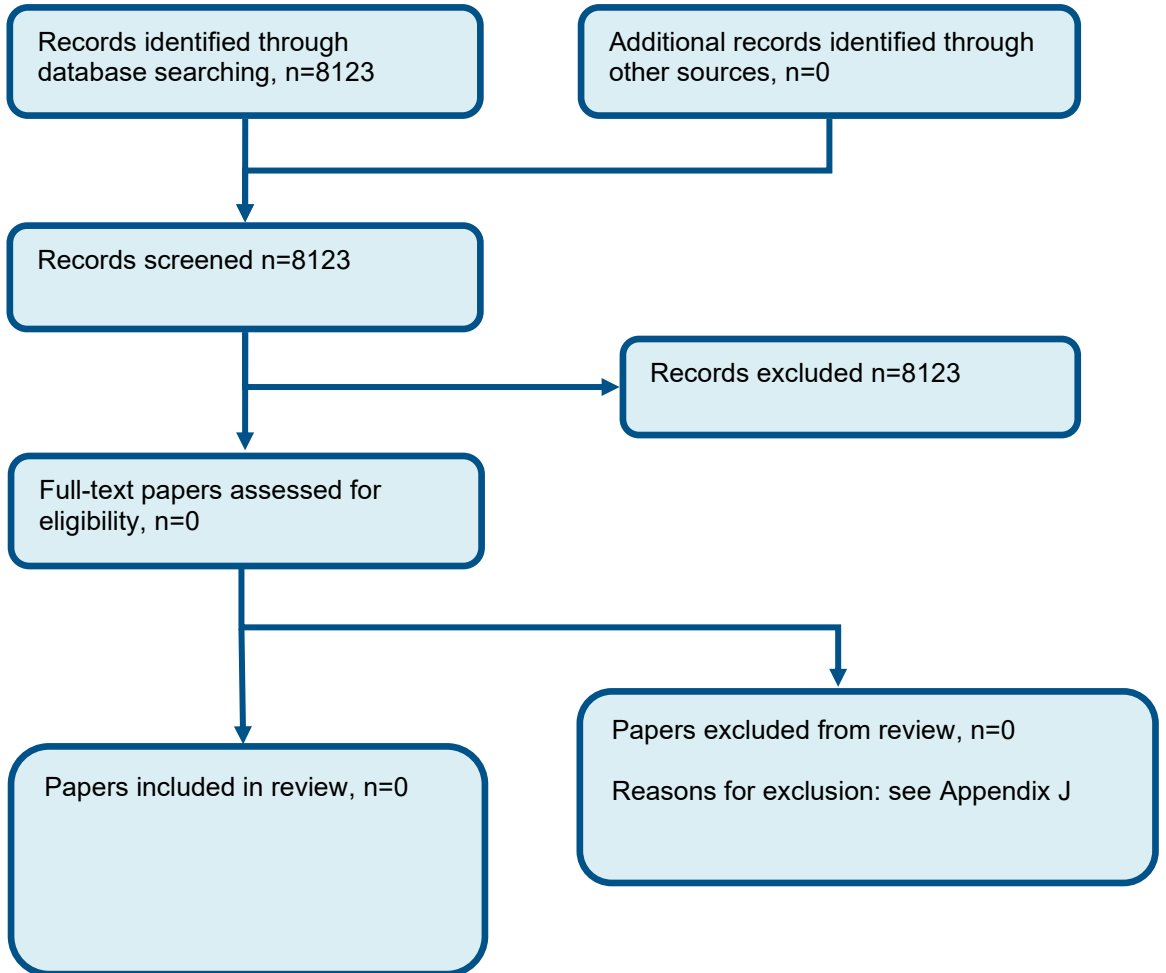 Records identified through
database searching, n=8123
Additional records identified through
other sources, n=0
Records screened n=8123
Records excluded n=8123
Full-text papers assessed for
eligibility, n=0
Papers included in review, n=0
Papers excluded from review, n=0
Reasons for exclusion: see Appendix J